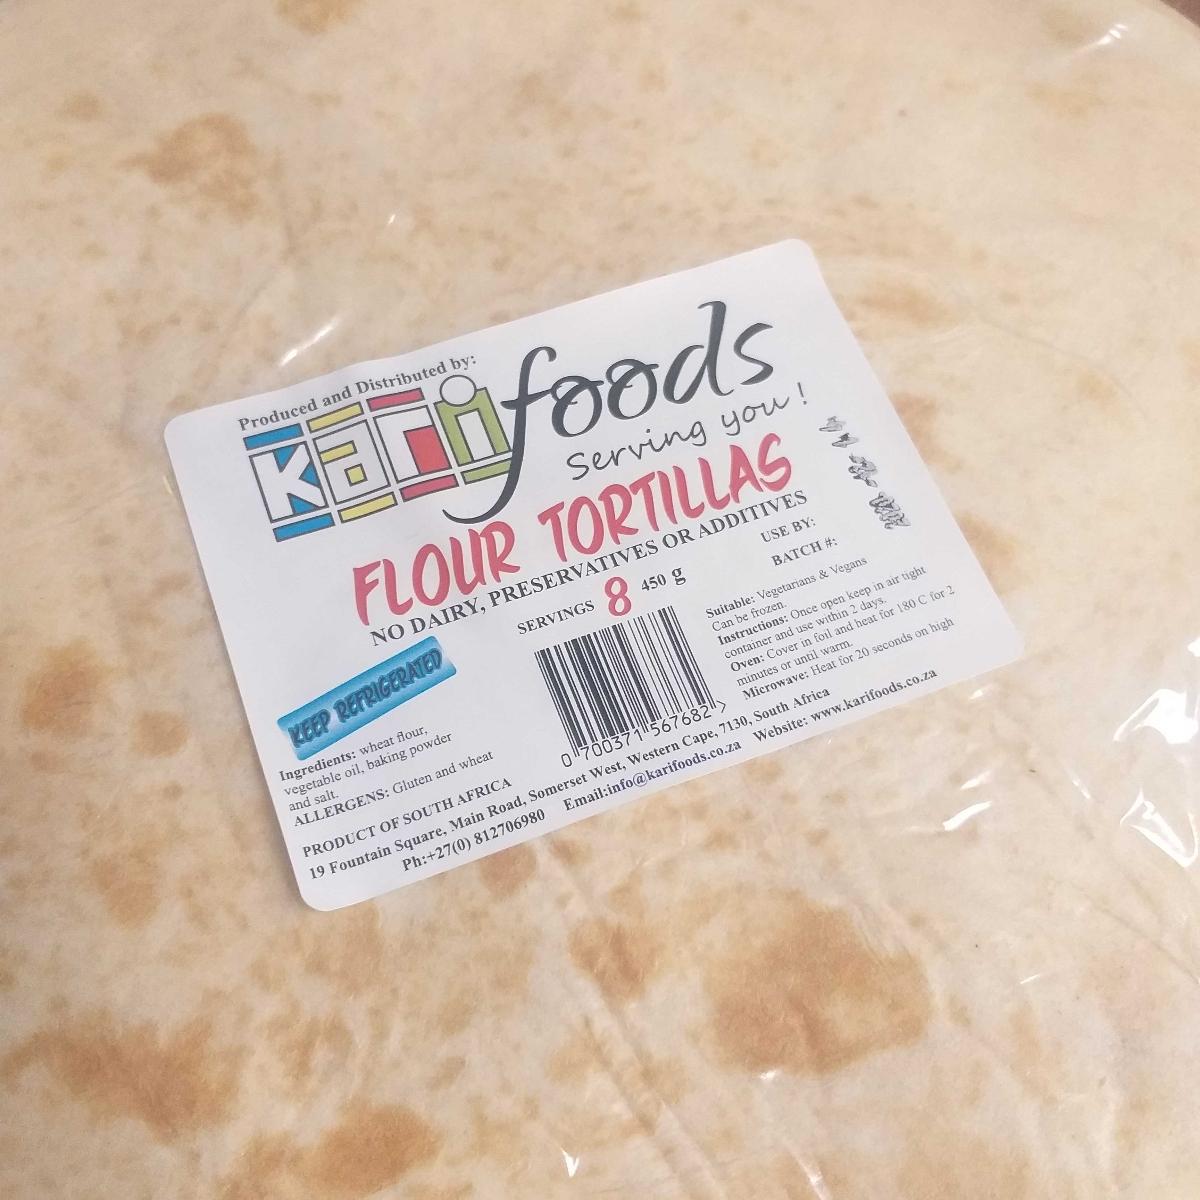 Produced and Distributed by:
kari foods
Serving you !
FLOUR TORTILLAS
NO DAIRY, PRESERVATIVES OR ADDITIVES
SERVINGS 8 450 g
USE BY:
BATCH #:
KEEP REFRIGERATED
Ingredients: wheat flour,
vegetable oil, baking powder
and salt.
ALLERGENS: Gluten and wheat
0 700371 567682 >
Suitable: Vegetarians & Vegans
Can be frozen.
Instructions: Once open keep in air tight
container and use within 2 days.
Oven: Cover in foil and heat for 180 C for 2
minutes or until warm.
Microwave: Heat for 20 seconds on high
PRODUCT OF SOUTH AFRICA
19 Fountain Square, Main Road, Somerset West, Western Cape, 7130, South Africa
Ph:+27(0) 812706980 Email:info@karifoods.co.za Website: www.karifoods.co.za